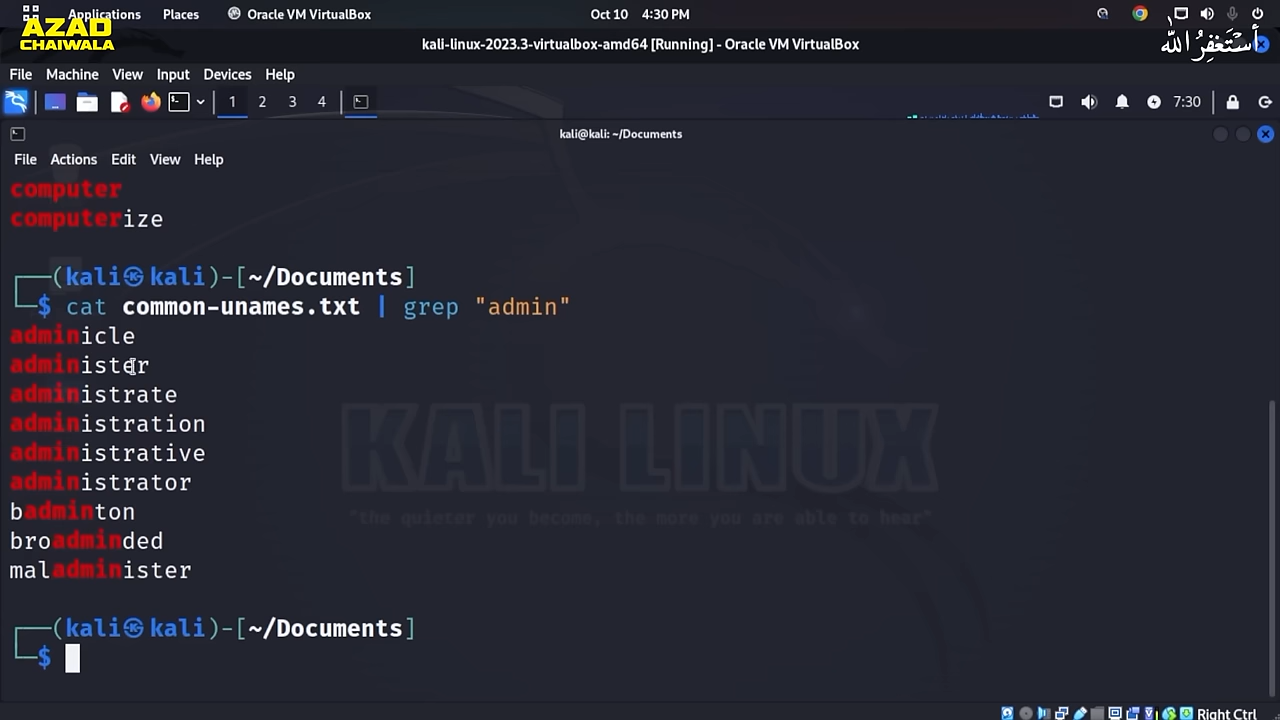 Applications Places Oracle VM VirtualBox Oct 10 4:30 PM
AZAD
CHAIWALA
kali-linux-2023.3-virtualbox-amd64 [Running] - Oracle VM VirtualBox
أستغفر الله
File Machine View Input Devices Help
1 2 3 4 7:30
kali@kali: ~/Documents
File Actions Edit View Help
computer
computerize
┌──(kali㉿kali)-[~/Documents]
└─$ cat common-unames.txt | grep "admin"
adminicle
administer
administrate
administration
administrative
administrator
badminton
broadminded
maladminister
KALI LINUX
"the quieter you become, the more you are able to hear"
┌──(kali㉿kali)-[~/Documents]
└─$
Right Ctrl